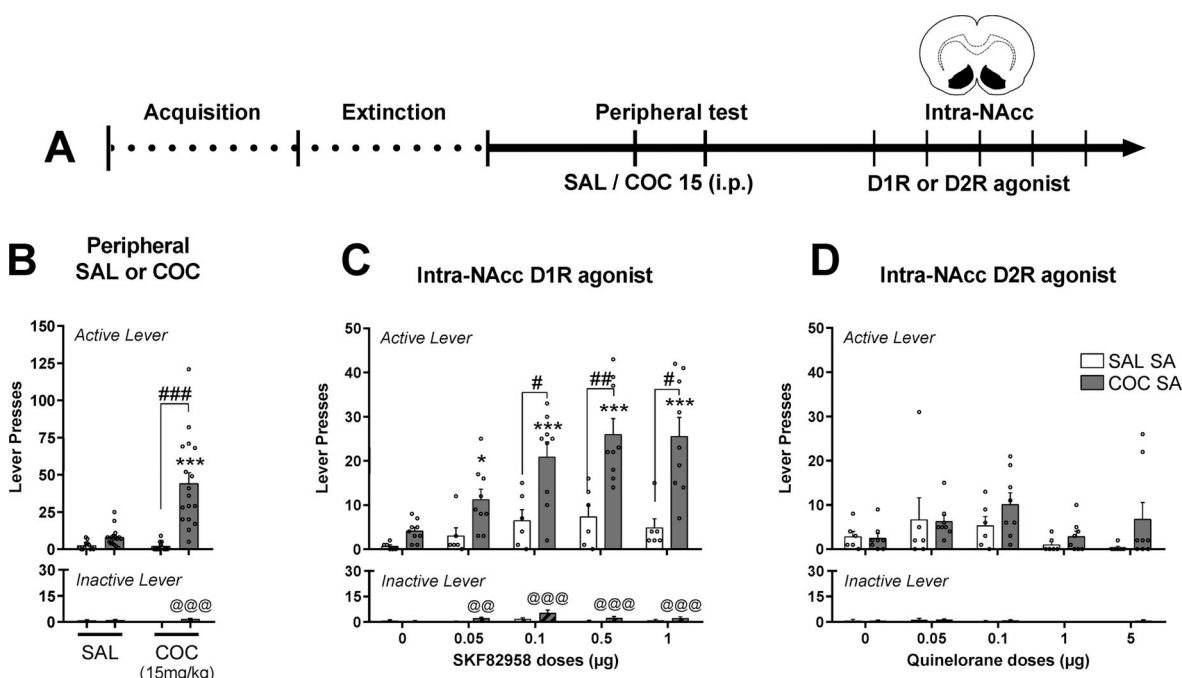 A
Acquisition
Extinction
Peripheral test
Intra-NAcc
SAL / COC 15 (i.p.)
D1R or D2R agonist
B
Peripheral
SAL or COC
Lever Presses
150
125
100
75
50
25
0
Active Lever
###
***
30
15
0
Inactive Lever
@@@
SAL
COC
(15mg/kg)
C
Intra-NAcc D1R agonist
Lever Presses
50
40
30
20
10
0
Active Lever
*
#
***
##
***
#
***
30
15
0
Inactive Lever
@@
@@@
@@@
@@@
0
0.05
0.1
0.5
1
SKF82958 doses (µg)
D
Intra-NAcc D2R agonist
Lever Presses
50
40
30
20
10
0
Active Lever
SAL SA
COC SA
30
15
0
Inactive Lever
0
0.05
0.1
1
5
Quinelorane doses (µg)